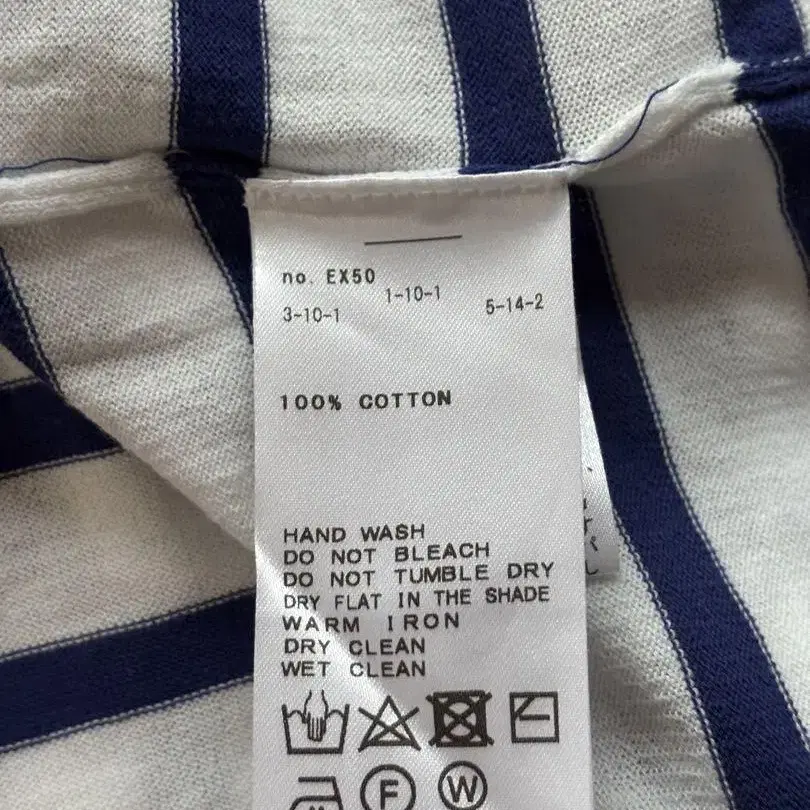 no. EX50
1-10-1
3-10-1 5-14-2
100% COTTON
HAND WASH
DO NOT BLEACH
DO NOT TUMBLE DRY
DRY FLAT IN THE SHADE
WARM IRON
DRY CLEAN
WET CLEAN
F W